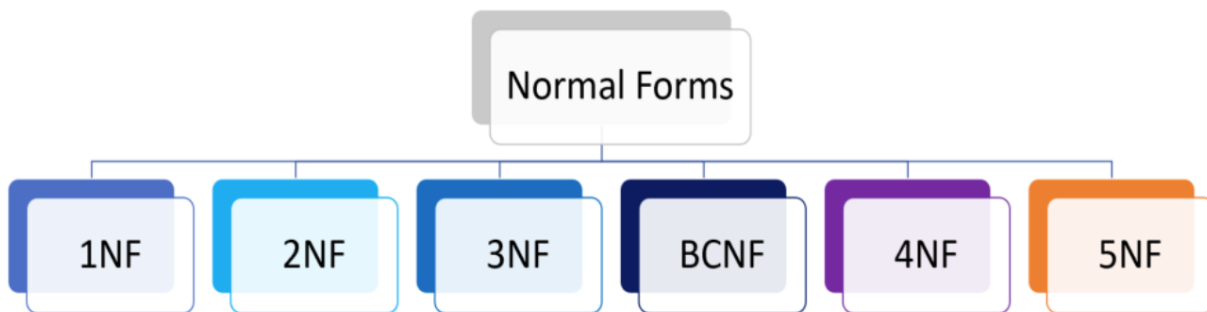 Normal Forms
1NF
2NF
3NF
BCNF
4NF
5NF